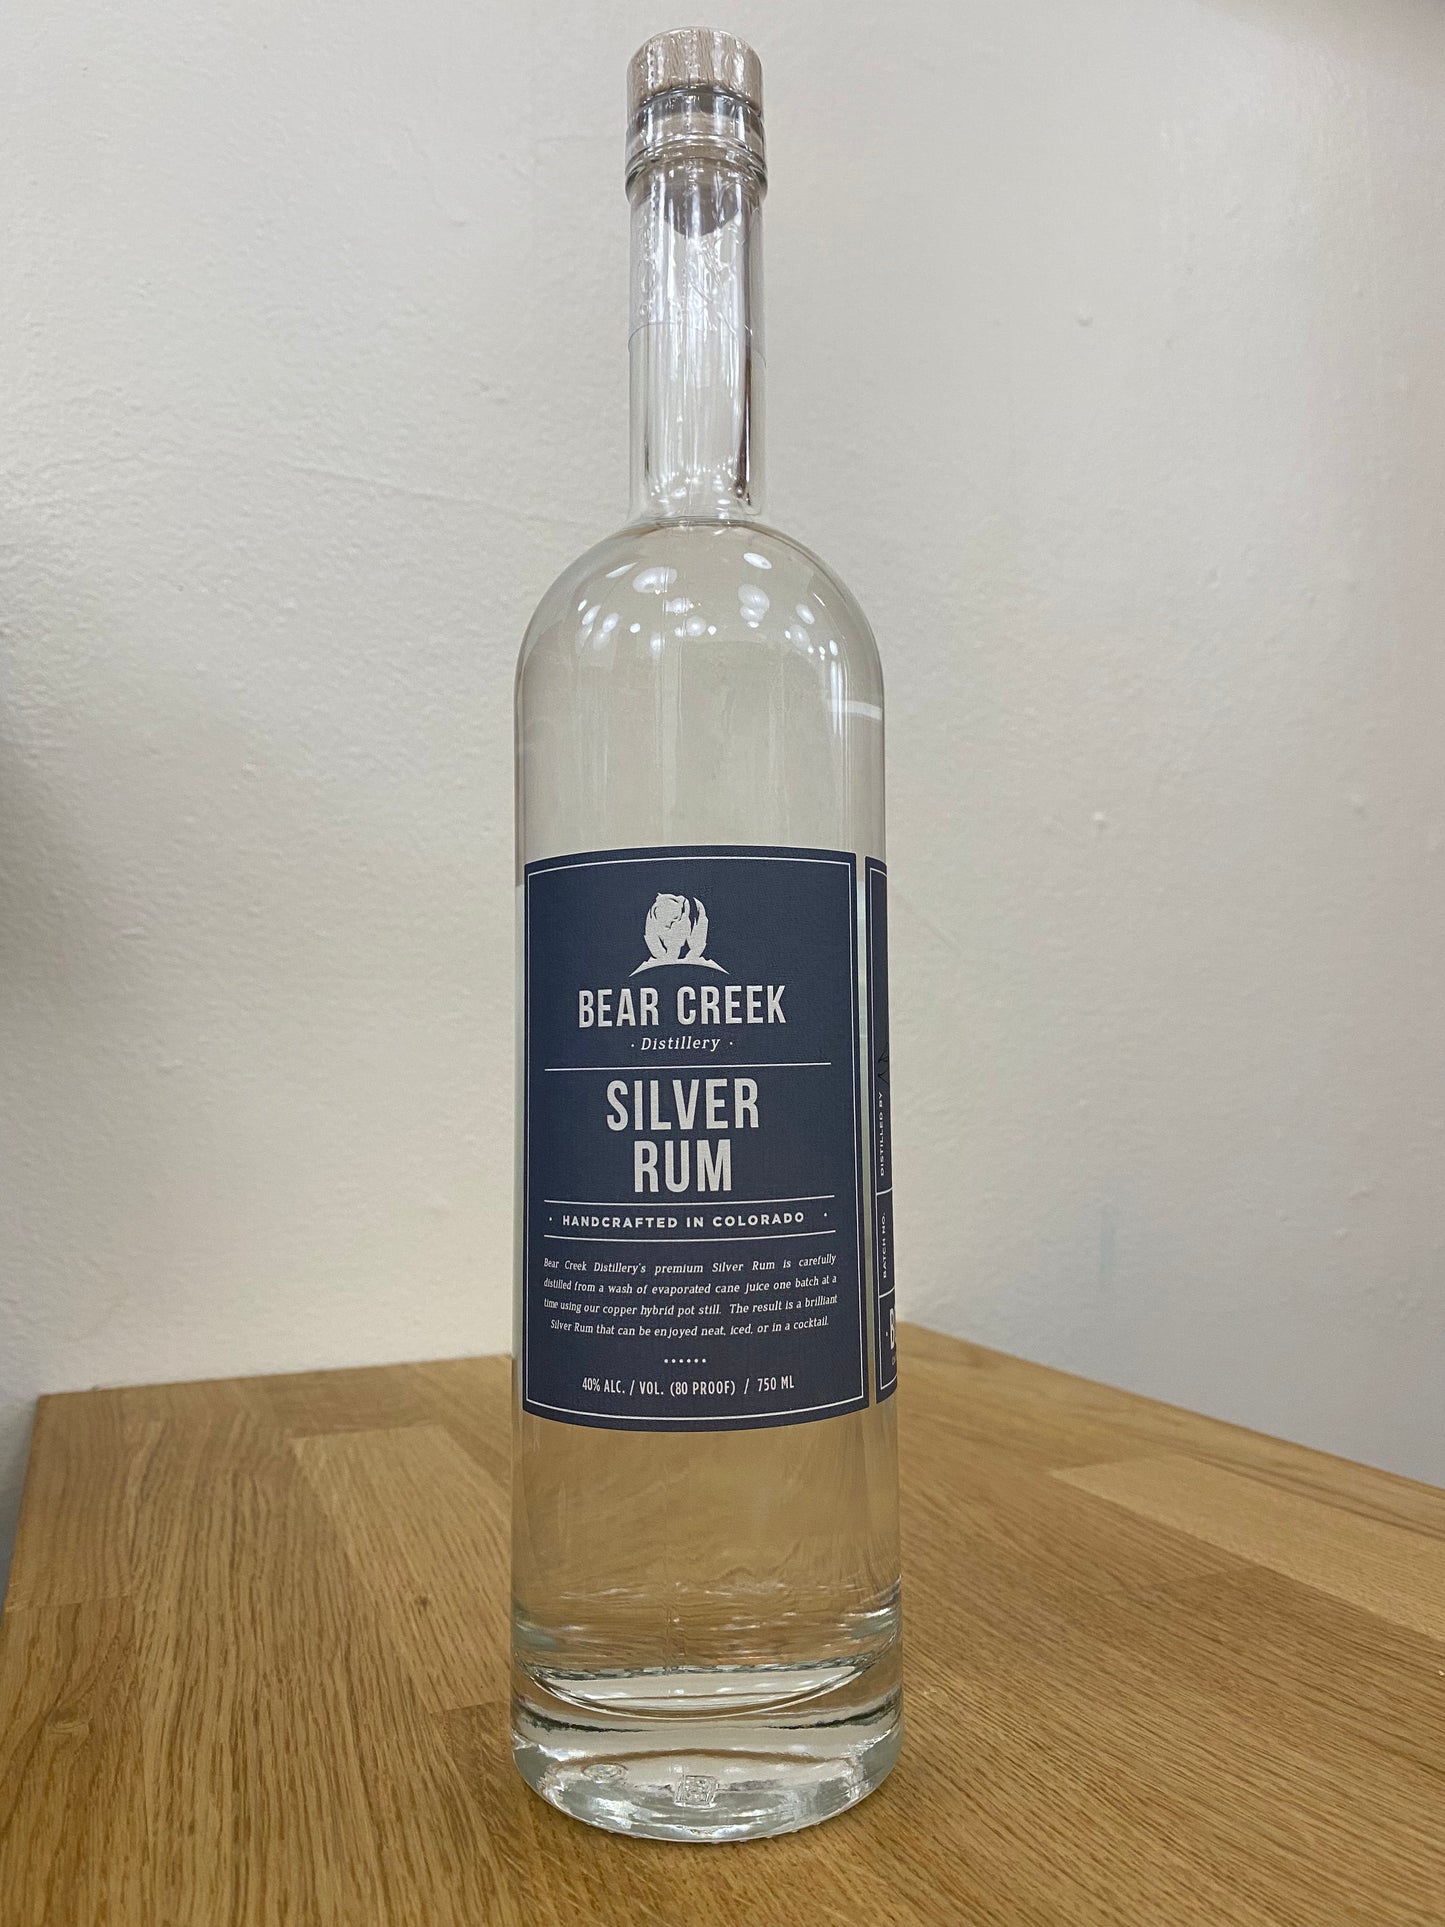 BEAR CREEK
· Distillery ·
SILVER
RUM
· HANDCRAFTED IN COLORADO ·
Bear Creek Distillery's premium Silver Rum is carefully
distilled from a wash of evaporated cane juice one batch at a
time using our copper hybrid pot still. The result is a brilliant
Silver Rum that can be enjoyed neat, iced, or in a cocktail.
40% ALC. / VOL. (80 PROOF) / 750 ML
DISTILLED BY
BATCH NO.